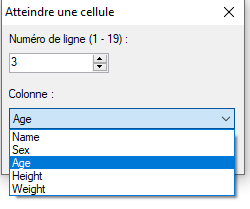 Atteindre une cellule
Numéro de ligne (1 - 19) :
3
Colonne :
Age
Name
Sex
Age
Height
Weight